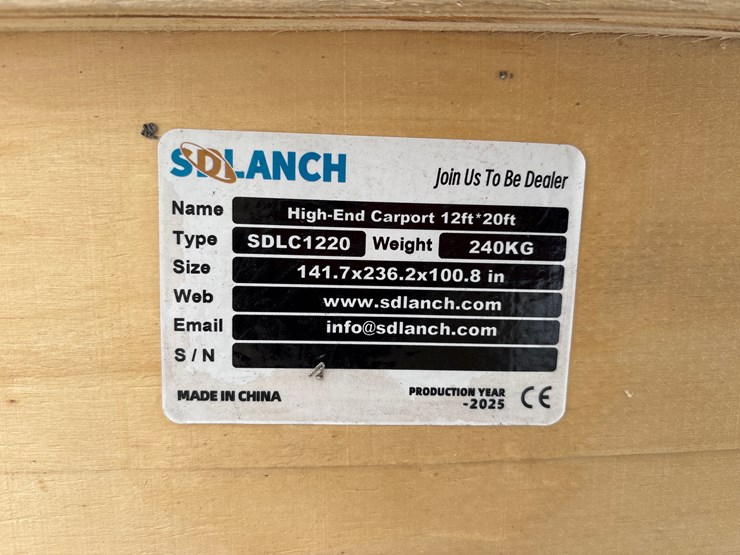 SDLANCH
Join Us To Be Dealer
Name High-End Carport 12ft*20ft
Type SDLC1220 Weight 240KG
Size 141.7x236.2x100.8 in
Web www.sdlanch.com
Email info@sdlanch.com
S / N
MADE IN CHINA
PRODUCTION YEAR
-2025
CE